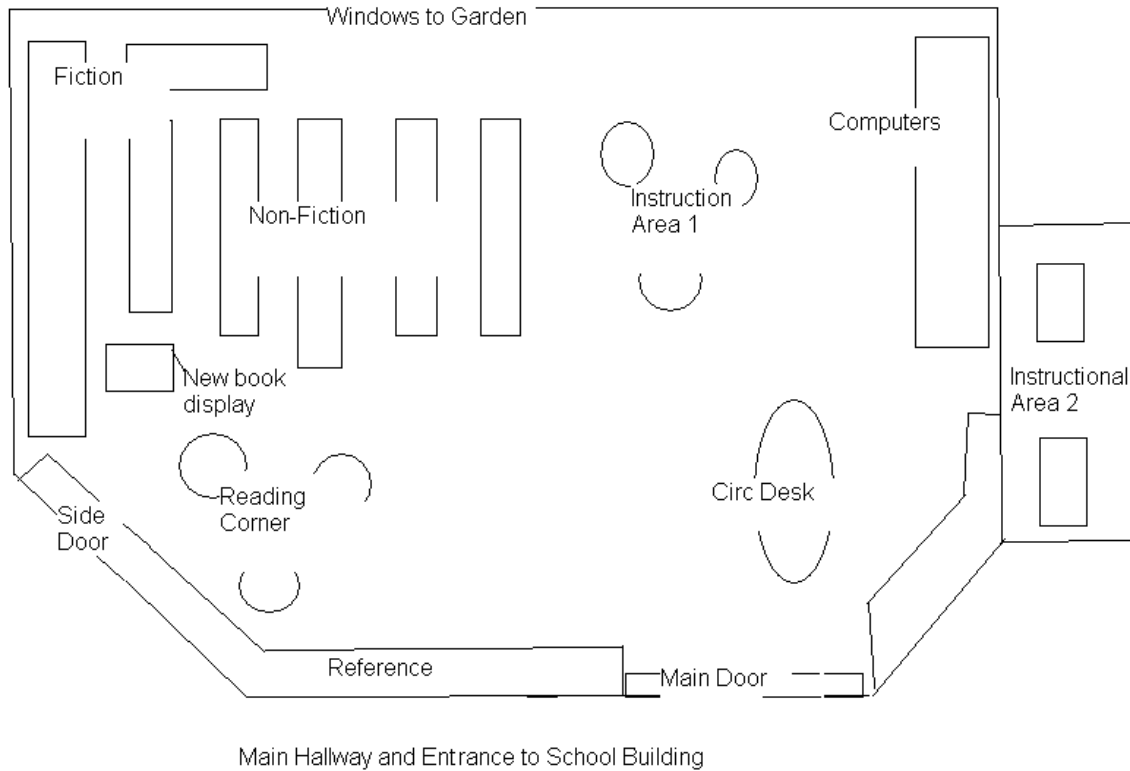 Windows to Garden
Fiction
Computers
Non-Fiction
Instruction
Area 1
New book
display
Instructional
Area 2
Reading
Corner
Circ Desk
Side
Door
Reference
Main Door
Main Hallway and Entrance to School Building